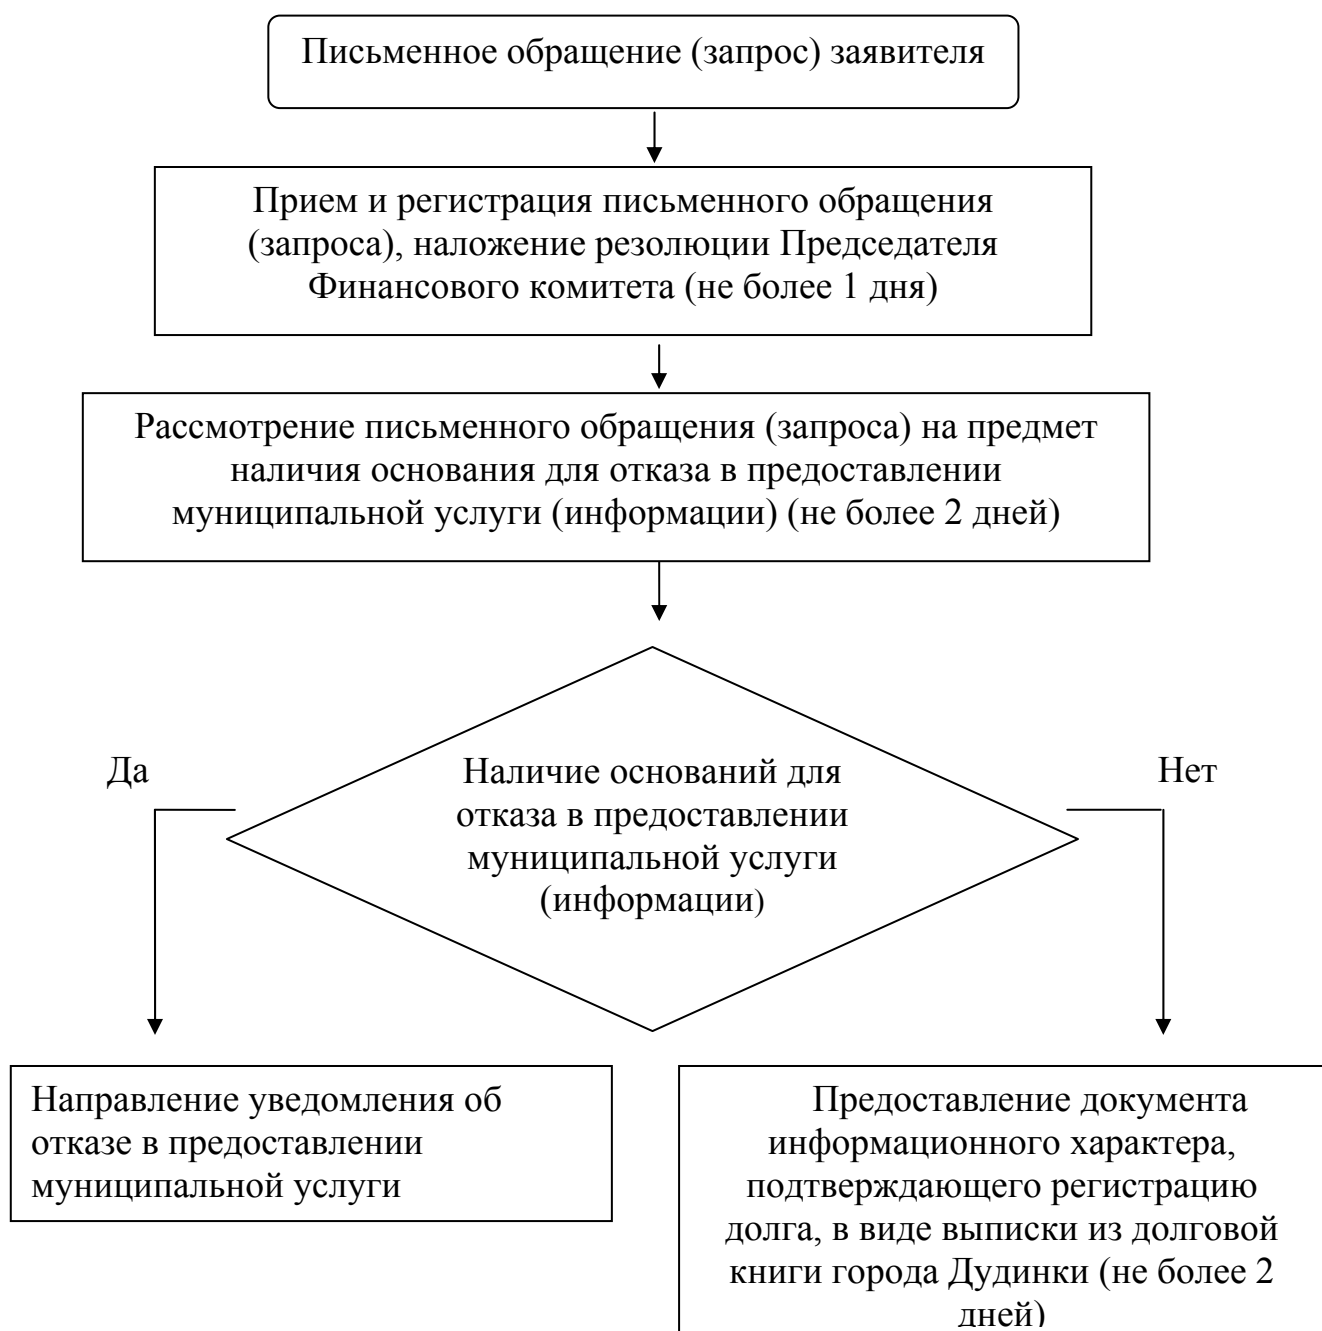 Письменное обращение (запрос) заявителя
Прием и регистрация письменного обращения
(запроса), наложение резолюции Председателя
Финансового комитета (не более 1 дня)
Рассмотрение письменного обращения (запроса) на предмет
наличия основания для отказа в предоставлении
муниципальной услуги (информации) (не более 2 дней)
Да
Наличие оснований для
отказа в предоставлении
муниципальной услуги
(информации)
Нет
Направление уведомления об
отказе в предоставлении
муниципальной услуги
Предоставление документа
информационного характера,
подтверждающего регистрацию
долга, в виде выписки из долговой
книги города Дудинки (не более 2
дней)